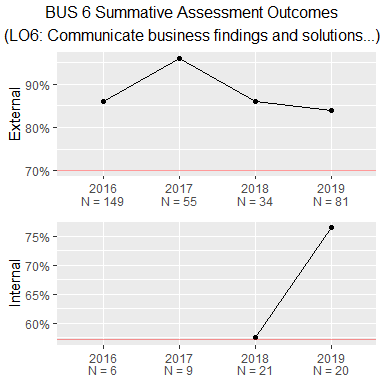 BUS 6 Summative Assessment Outcomes
(LO6: Communicate business findings and solutions...)
External
90%
80%
70%
2016 2017 2018 2019
N = 149 N = 55 N = 34 N = 81
Internal
75%
70%
65%
60%
2016 2017 2018 2019
N = 6 N = 9 N = 21 N = 20